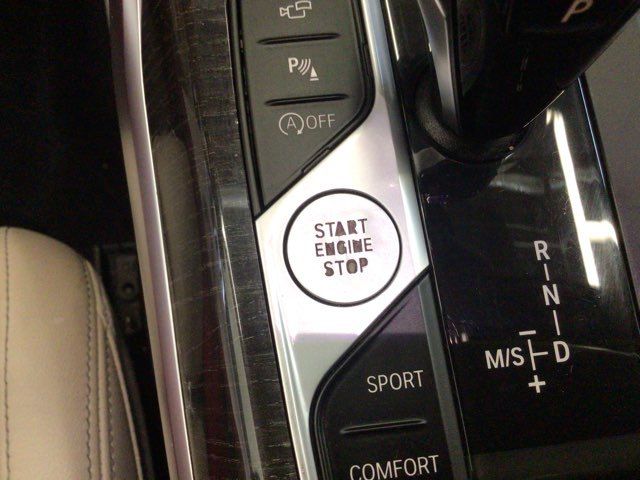 P
P
A OFF
START
ENGINE
STOP
R
N
M/S D
+
SPORT
COMFORT